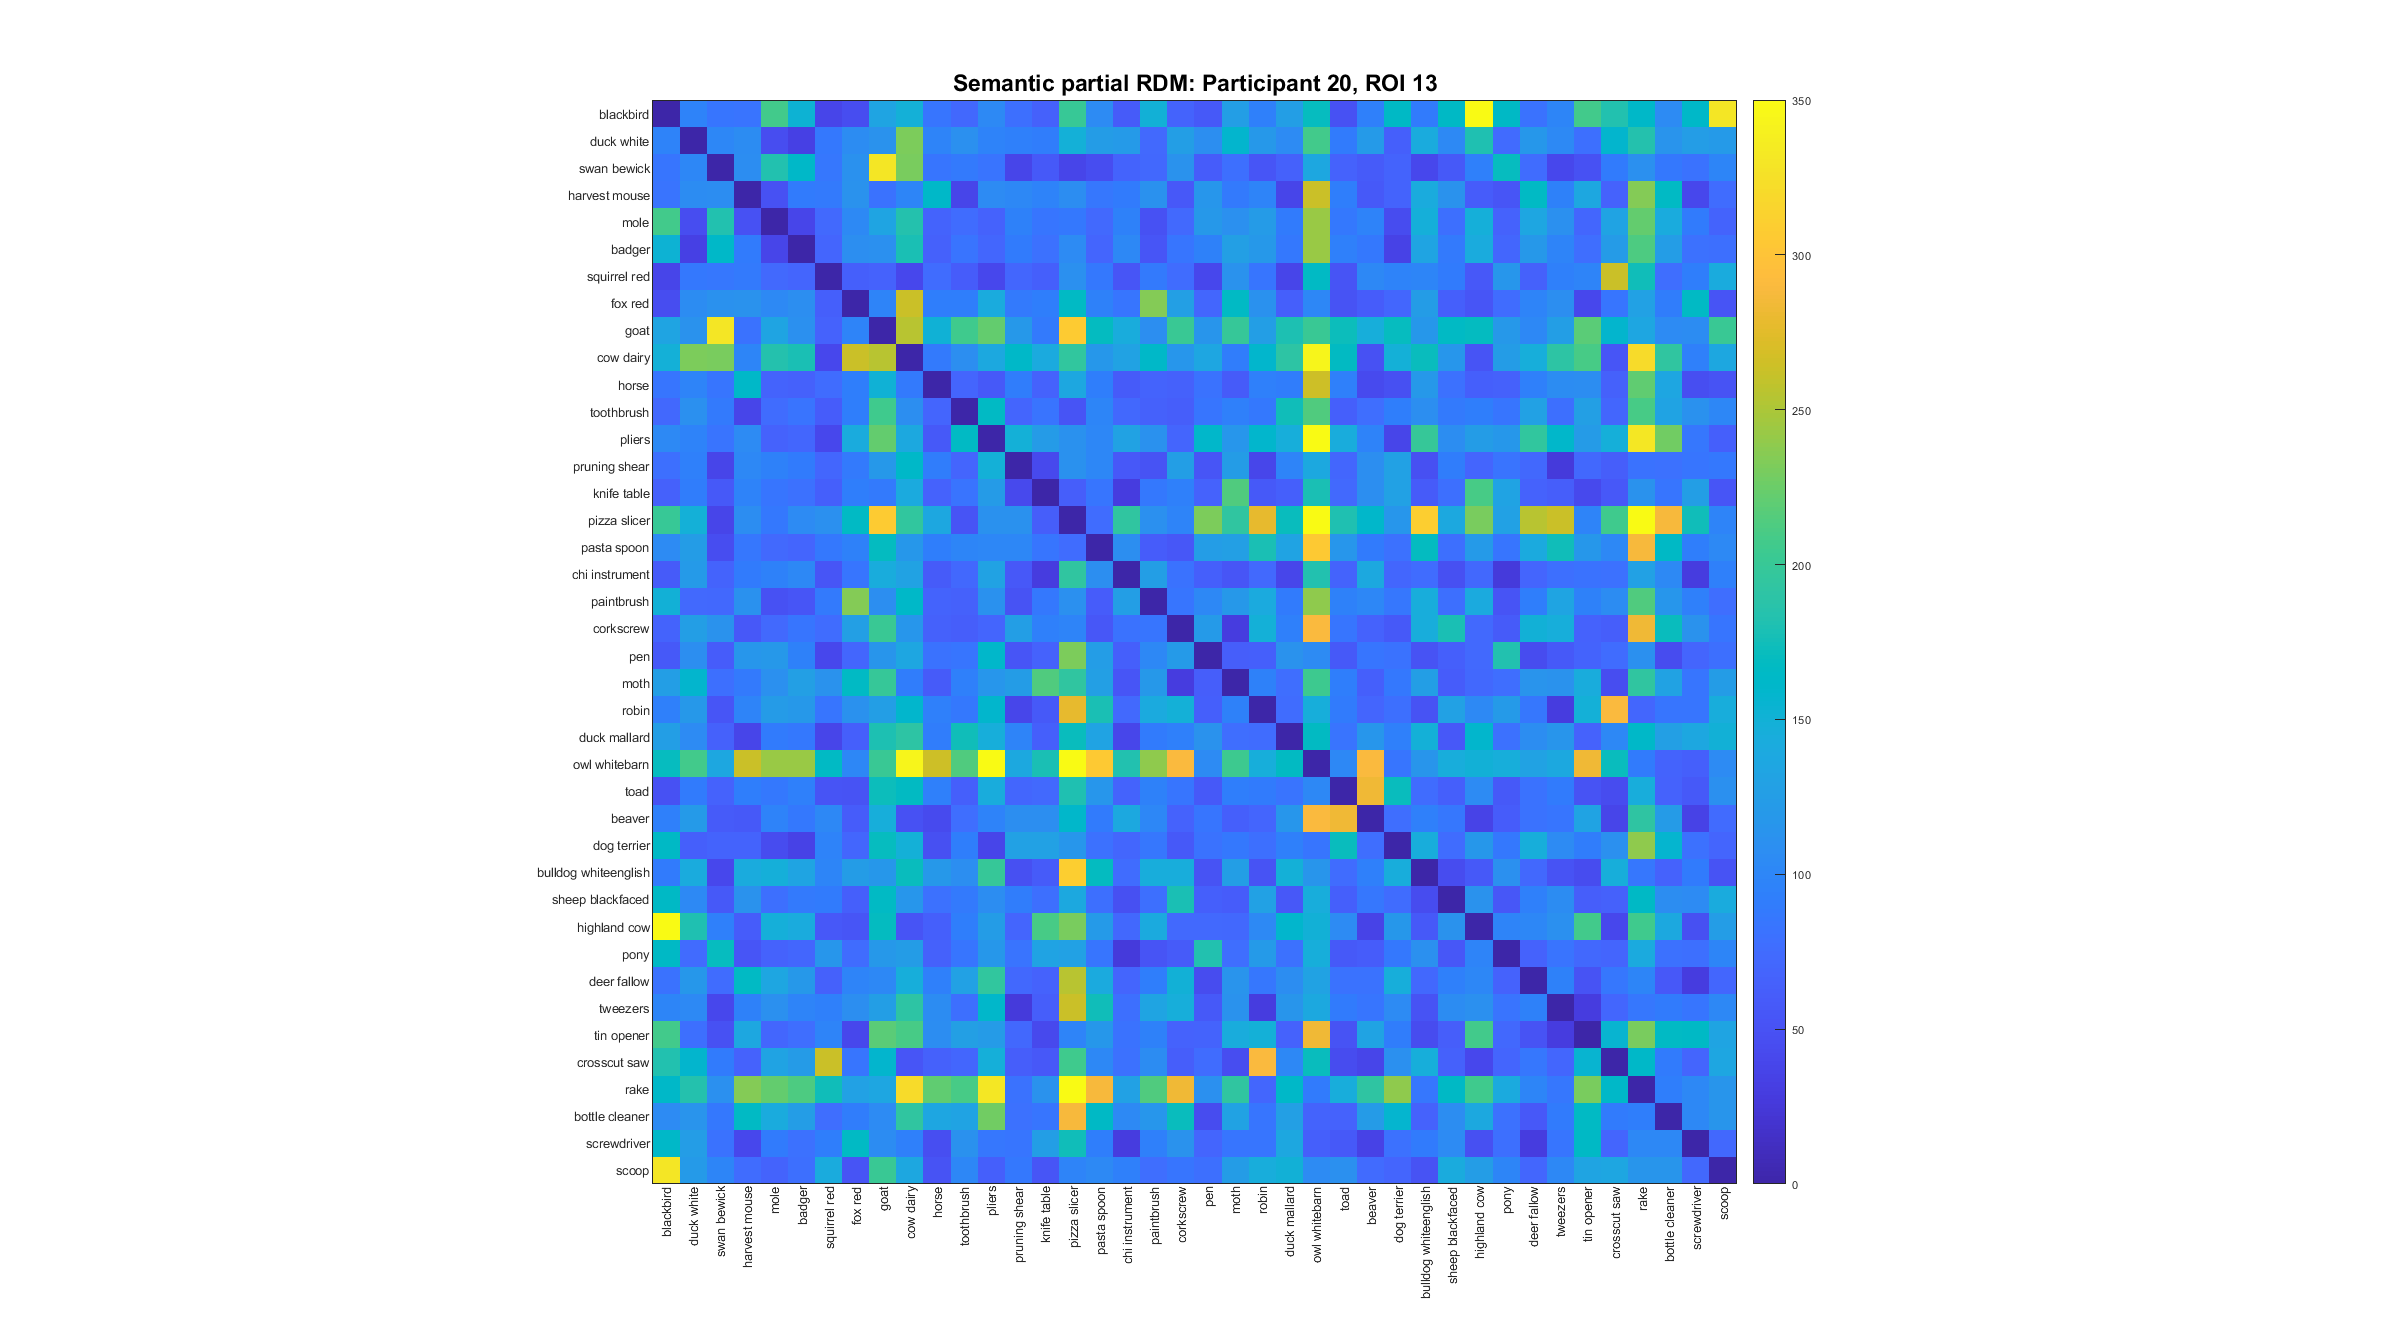 Semantic partial RDM: Participant 20, ROI 13
blackbird
duck white
swan bewick
harvest mouse
mole
badger
squirrel red
fox red
goat
cow dairy
horse
toothbrush
pliers
pruning shear
knife table
pizza slicer
pasta spoon
chi instrument
paintbrush
corkscrew
pen
moth
robin
duck mallard
owl whitebarn
toad
beaver
dog terrier
bulldog whiteenglish
sheep blackfaced
highland cow
pony
deer fallow
tweezers
tin opener
crosscut saw
rake
bottle cleaner
screwdriver
scoop
350
300
250
200
150
100
50
0
blackbird
duck white
swan bewick
harvest mouse
mole
badger
squirrel red
fox red
goat
cow dairy
horse
toothbrush
pliers
pruning shear
knife table
pizza slicer
pasta spoon
chi instrument
paintbrush
corkscrew
pen
moth
robin
duck mallard
owl whitebarn
toad
beaver
dog terrier
bulldog whiteenglish
sheep blackfaced
highland cow
pony
deer fallow
tweezers
tin opener
crosscut saw
rake
bottle cleaner
screwdriver
scoop